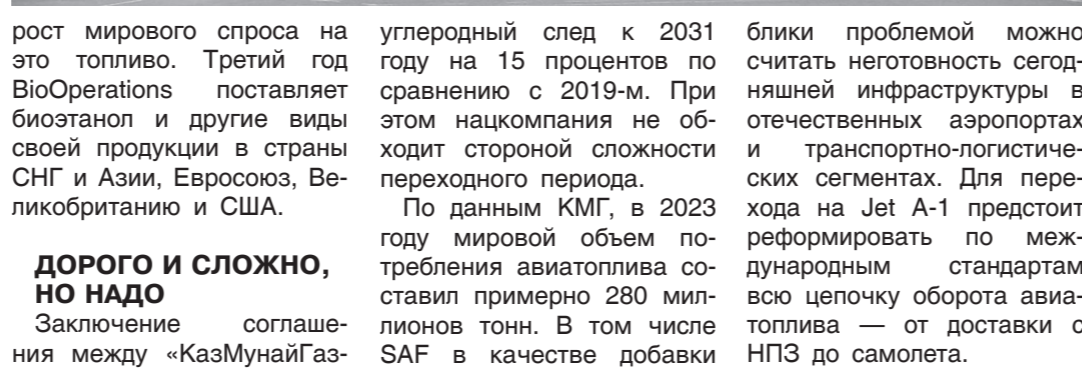 рост мирового спроса на
это топливо. Третий год
BioOperations поставляет
биоэтанол и другие виды
своей продукции в страны
СНГ и Азии, Евросоюз, Ве-
ликобританию и США.
ДОРОГО И СЛОЖНО,
НО НАДО
Заключение соглаше-
ния между «КазМунайГаз-
углеродный след к 2031
году на 15 процентов по
сравнению с 2019-м. При
этом нацкомпания не об-
ходит стороной сложности
переходного периода.
По данным КМГ, в 2023
году мировой объем по-
требления авиатоплива со-
ставил примерно 280 мил-
лионов тонн. В том числе
SAF в качестве добавки
блики проблемой можно
считать неготовность сегод-
няшней инфраструктуры в
отечественных аэропортах
и транспортно-логистиче-
ских сегментах. Для пере-
хода на Jet A-1 предстоит
реформировать по меж-
дународным стандартам
всю цепочку оборота авиа-
топлива — от доставки с
НПЗ до самолета.